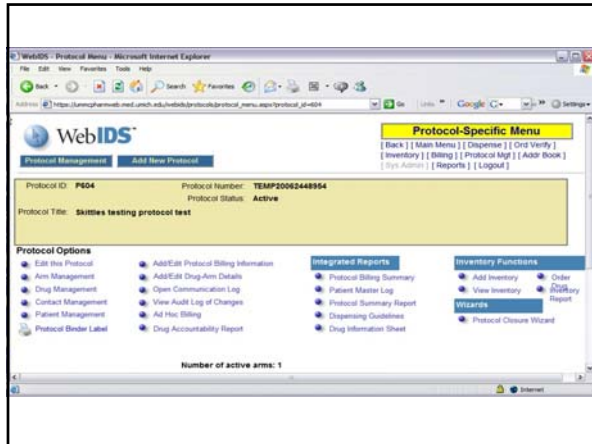 WebIDS - Protocol Menu - Microsoft Internet Explorer
File Edit View Favorites Tools Help
Back Search Favorites
Address https://ummcpharmweb.med.umich.edu/webids/protocols/protocol_menu.aspx?protocol_id=604 Go Links Google Settings
WebIDS
Protocol-Specific Menu
[ Back ] [ Main Menu ] [ Dispense ] [ Ord Verify ]
[ Inventory ] [ Billing ] [ Protocol Mgt ] [ Addr Book ]
[ Sys Admin ] [ Reports ] [ Logout ]
Protocol Management Add New Protocol
Protocol ID: P604 Protocol Number: TEMP20062448954
Protocol Status: Active
Protocol Title: Skittles testing protocol test
Protocol Options
Edit this Protocol
Arm Management
Drug Management
Contact Management
Patient Management
Protocol Binder Label
Add/Edit Protocol Billing Information
Add/Edit Drug-Arm Details
Open Communication Log
View Audit Log of Changes
Ad Hoc Billing
Drug Accountability Report
Integrated Reports
Protocol Billing Summary
Patient Master Log
Protocol Summary Report
Dispensing Guidelines
Drug Information Sheet
Inventory Functions
Add Inventory
View Inventory
Order
Drug
Inventory
Report
Wizards
Protocol Closure Wizard
Number of active arms: 1
Internet